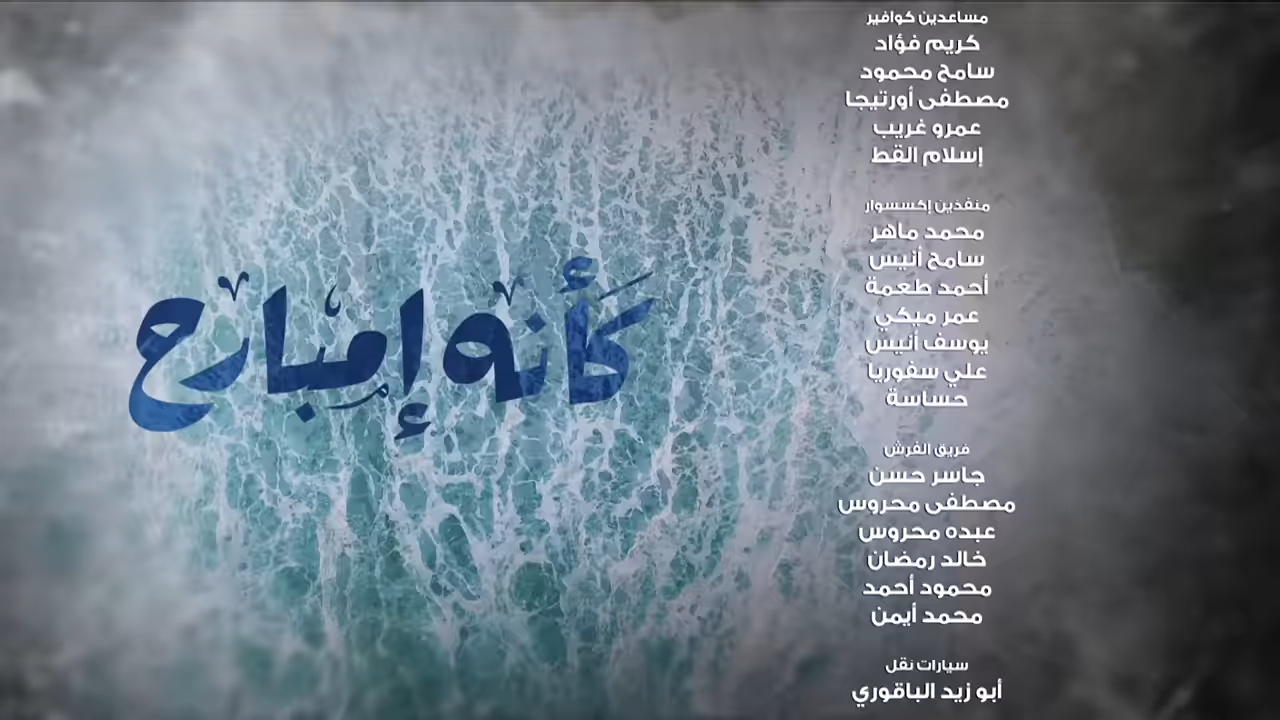 مساعدين كوافير
كريم فؤاد
سامح محمود
مصطفى أورتيجا
عمرو غريب
إسلام القط
منفذين إكسسوار
محمد ماهر
سامح أنيس
أحمد طعمة
عمر ميكي
يوسف أنيس
علي سفوريا
حساسة
فريق الفرش
جاسر حسن
مصطفى محروس
عبده محروس
خالد رمضان
محمود أحمد
محمد أيمن
سيارات نقل
أبو زيد الباقوري
كأنه إمبارح